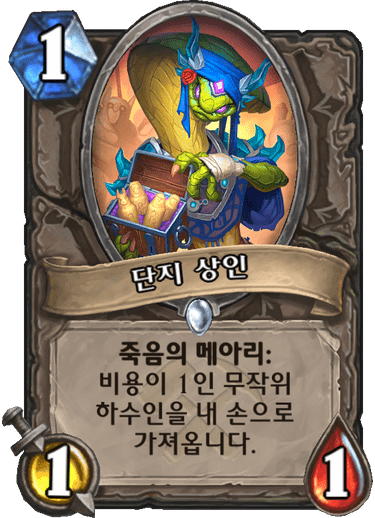 1
단지 상인
죽음의 메아리:
비용이 1인 무작위
하수인을 내 손으로
가져옵니다.
1 1